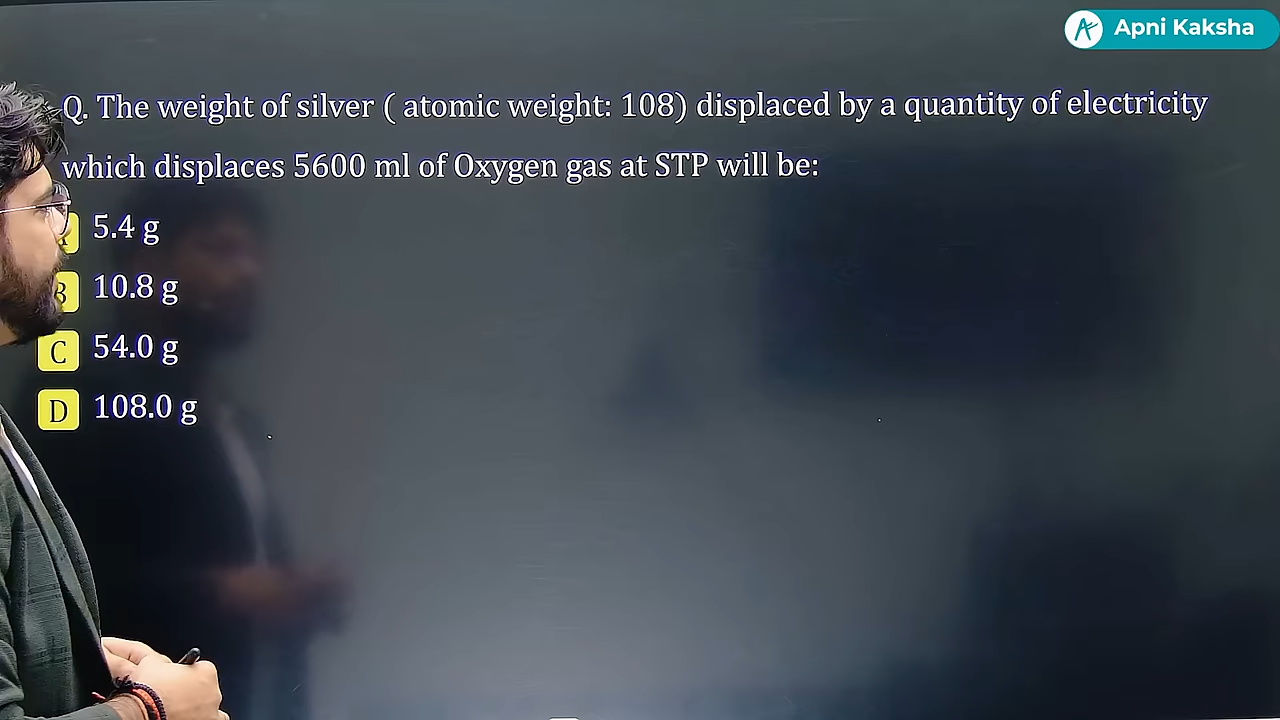 Apni Kaksha
Q. The weight of silver ( atomic weight: 108) displaced by a quantity of electricity
which displaces 5600 ml of Oxygen gas at STP will be:
5.4 g
B 10.8 g
C 54.0 g
D 108.0 g